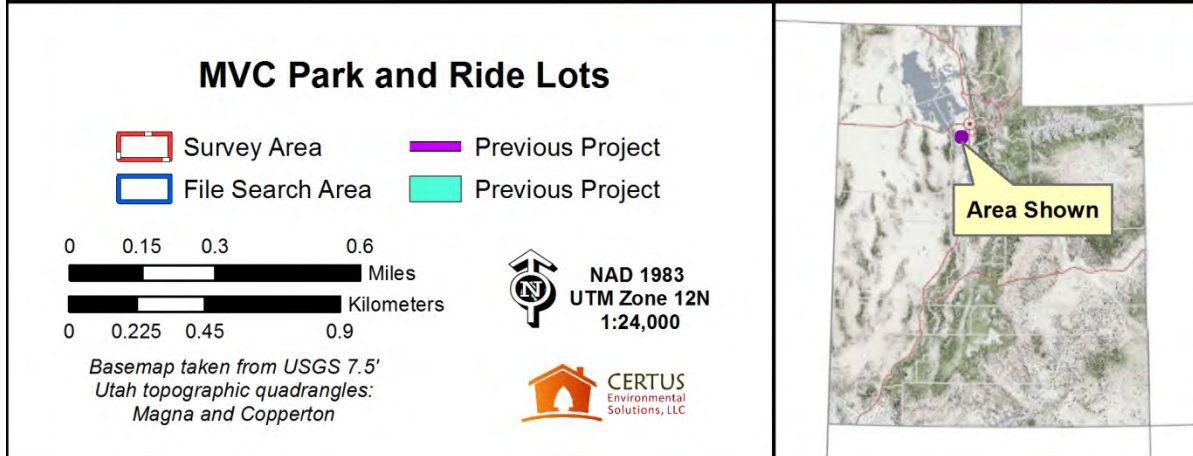 MVC Park and Ride Lots
Survey Area
Previous Project
File Search Area
Previous Project
0 0.15 0.3 0.6
Miles
Kilometers
0 0.225 0.45 0.9
Basemap taken from USGS 7.5'
Utah topographic quadrangles:
Magna and Copperton
N
NAD 1983
UTM Zone 12N
1:24,000
CERTUS
Environmental
Solutions, LLC
Area Shown